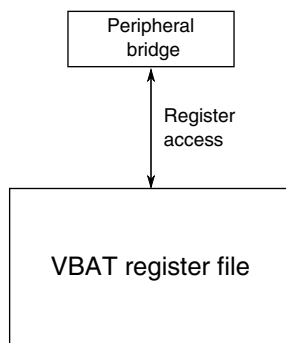 Peripheral
bridge
Register
access
VBAT register file